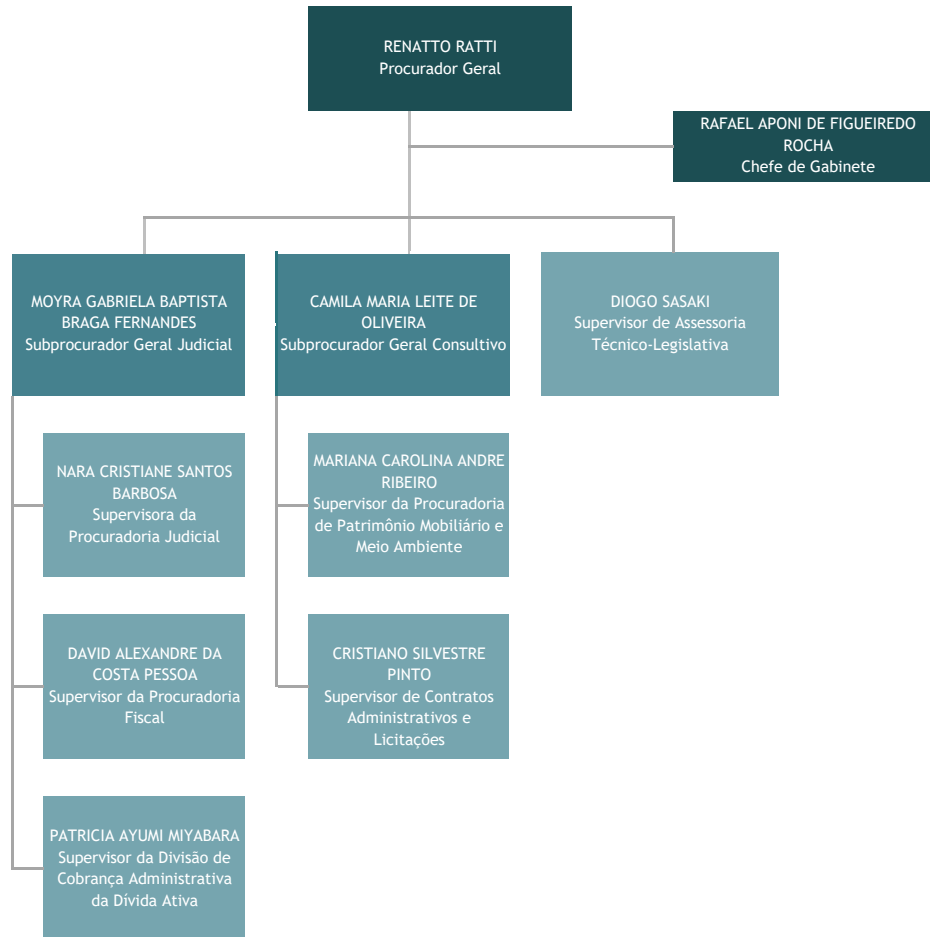 RENATTO RATTI
Procurador Geral
RAFAEL APONI DE FIGUEIREDO
ROCHA
Chefe de Gabinete
MOYRA GABRIELA BAPTISTA
BRAGA FERNANDES
Subprocurador Geral Judicial
CAMILA MARIA LEITE DE
OLIVEIRA
Subprocurador Geral Consultivo
DIOGO SASAKI
Supervisor de Assessoria
Técnico-Legislativa
NARA CRISTIANE SANTOS
BARBOSA
Supervisora da
Procuradoria Judicial
MARIANA CAROLINA ANDRE
RIBEIRO
Supervisor da Procuradoria
de Patrimônio Mobiliário e
Meio Ambiente
DAVID ALEXANDRE DA
COSTA PESSOA
Supervisor da Procuradoria
Fiscal
CRISTIANO SILVESTRE
PINTO
Supervisor de Contratos
Administrativos e
Licitações
PATRICIA AYUMI MIYABARA
Supervisor da Divisão de
Cobrança Administrativa
da Dívida Ativa